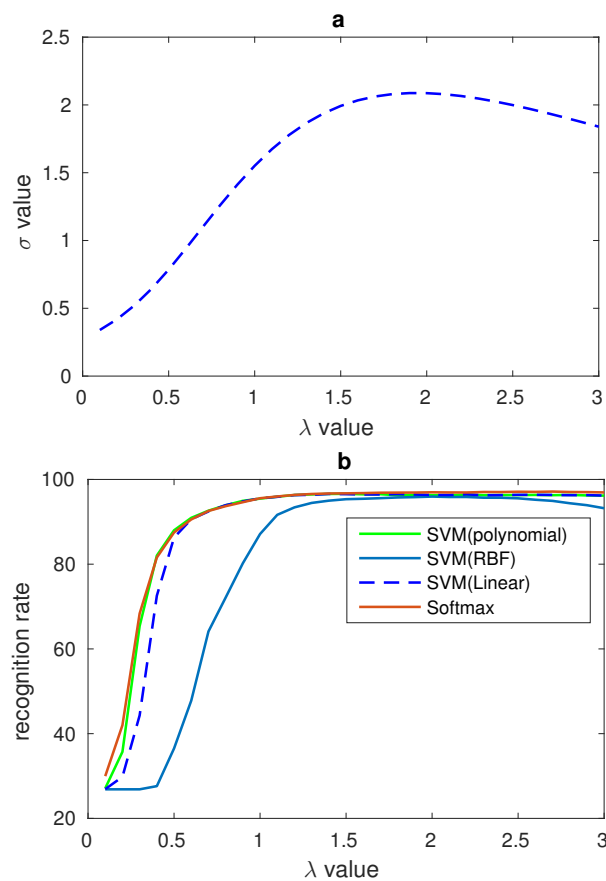 a
2.5
2
1.5
1
0.5
0
0 0.5 1 1.5 2 2.5 3
σ value
λ value
b
100
80
60
40
20
0 0.5 1 1.5 2 2.5 3
recognition rate
λ value
SVM(polynomial)
SVM(RBF)
SVM(Linear)
Softmax